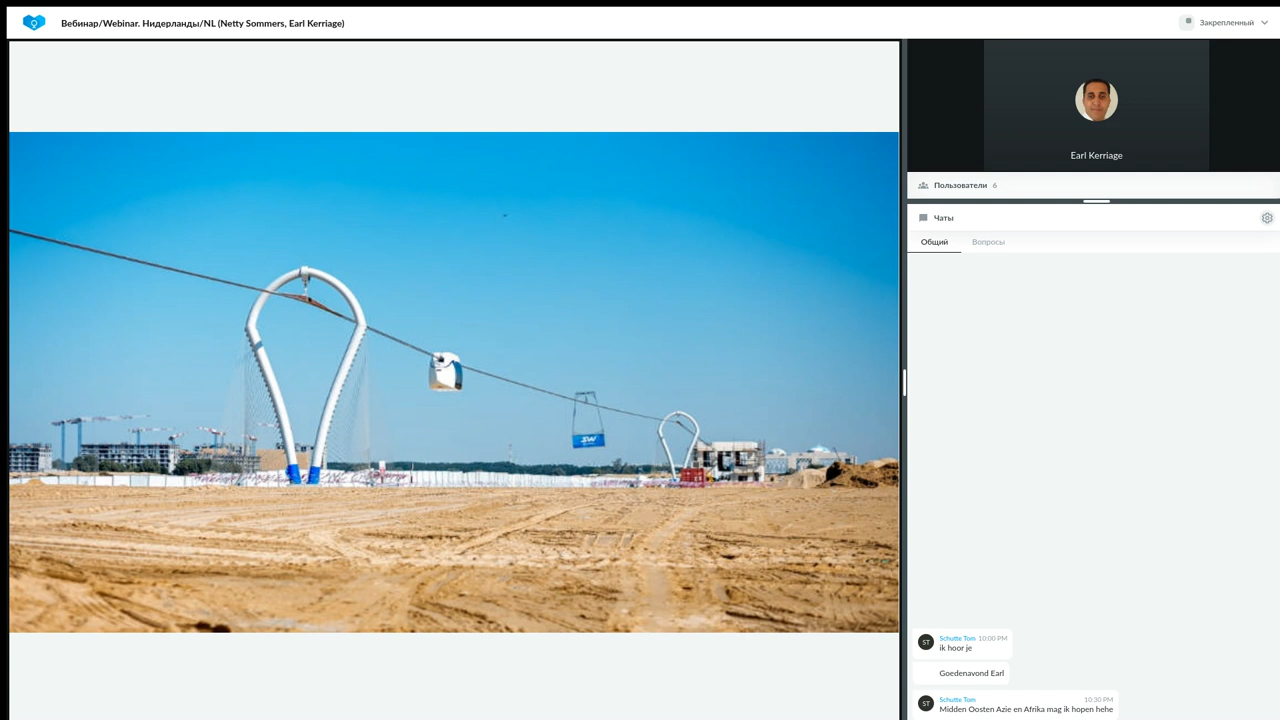 Вебинар/Webinar. Нидерланды/NL (Netty Sommers, Earl Kerriage)
Закрепленный
Earl Kerriage
Пользователи 6
Чаты
Общий Вопросы
SW
ST Schutte Tom 10:00 PM
ik hoor je
Goedenavond Earl
ST Schutte Tom 10:30 PM
Midden Oosten Azie en Afrika mag ik hopen hehe